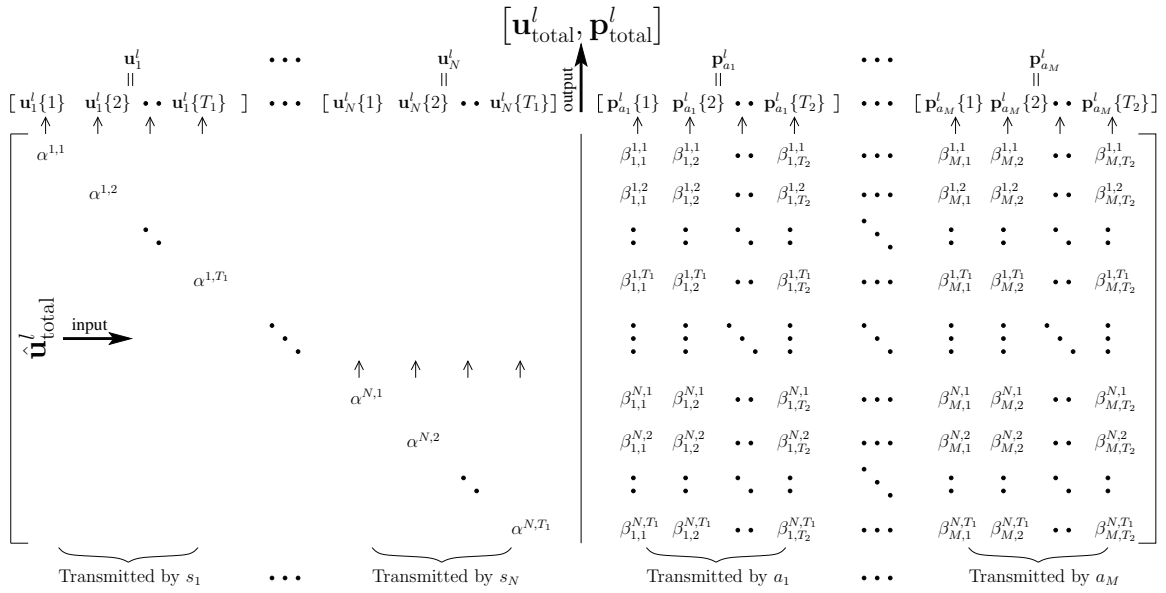 [u^l_total, p^l_total]
u^l_1 ••• u^l_N output p^l_{a_1} ••• p^l_{a_M}
= = = =
[u^l_1{1} u^l_1{2} •• u^l_1{T_1}] ••• [u^l_N{1} u^l_N{2} •• u^l_N{T_1}] [p^l_{a_1}{1} p^l_{a_1}{2} •• p^l_{a_1}{T_2}] ••• [p^l_{a_M}{1} p^l_{a_M}{2} •• p^l_{a_M}{T_2}]
α^{1,1} β^{1,1}_{1,1} β^{1,1}_{1,2} •• β^{1,1}_{1,T_2} ••• β^{1,1}_{M,1} β^{1,1}_{M,2} •• β^{1,1}_{M,T_2}
α^{1,2} β^{1,2}_{1,1} β^{1,2}_{1,2} •• β^{1,2}_{1,T_2} ••• β^{1,2}_{M,1} β^{1,2}_{M,2} •• β^{1,2}_{M,T_2}
α^{1,T_1} β^{1,T_1}_{1,1} β^{1,T_1}_{1,2} •• β^{1,T_1}_{1,T_2} ••• β^{1,T_1}_{M,1} β^{1,T_1}_{M,2} •• β^{1,T_1}_{M,T_2}
û^l_total input
α^{N,1} β^{N,1}_{1,1} β^{N,1}_{1,2} •• β^{N,1}_{1,T_2} ••• β^{N,1}_{M,1} β^{N,1}_{M,2} •• β^{N,1}_{M,T_2}
α^{N,2} β^{N,2}_{1,1} β^{N,2}_{1,2} •• β^{N,2}_{1,T_2} ••• β^{N,2}_{M,1} β^{N,2}_{M,2} •• β^{N,2}_{M,T_2}
α^{N,T_1} β^{N,T_1}_{1,1} β^{N,T_1}_{1,2} •• β^{N,T_1}_{1,T_2} ••• β^{N,T_1}_{M,1} β^{N,T_1}_{M,2} •• β^{N,T_1}_{M,T_2}
Transmitted by s_1 ••• Transmitted by s_N Transmitted by a_1 ••• Transmitted by a_M